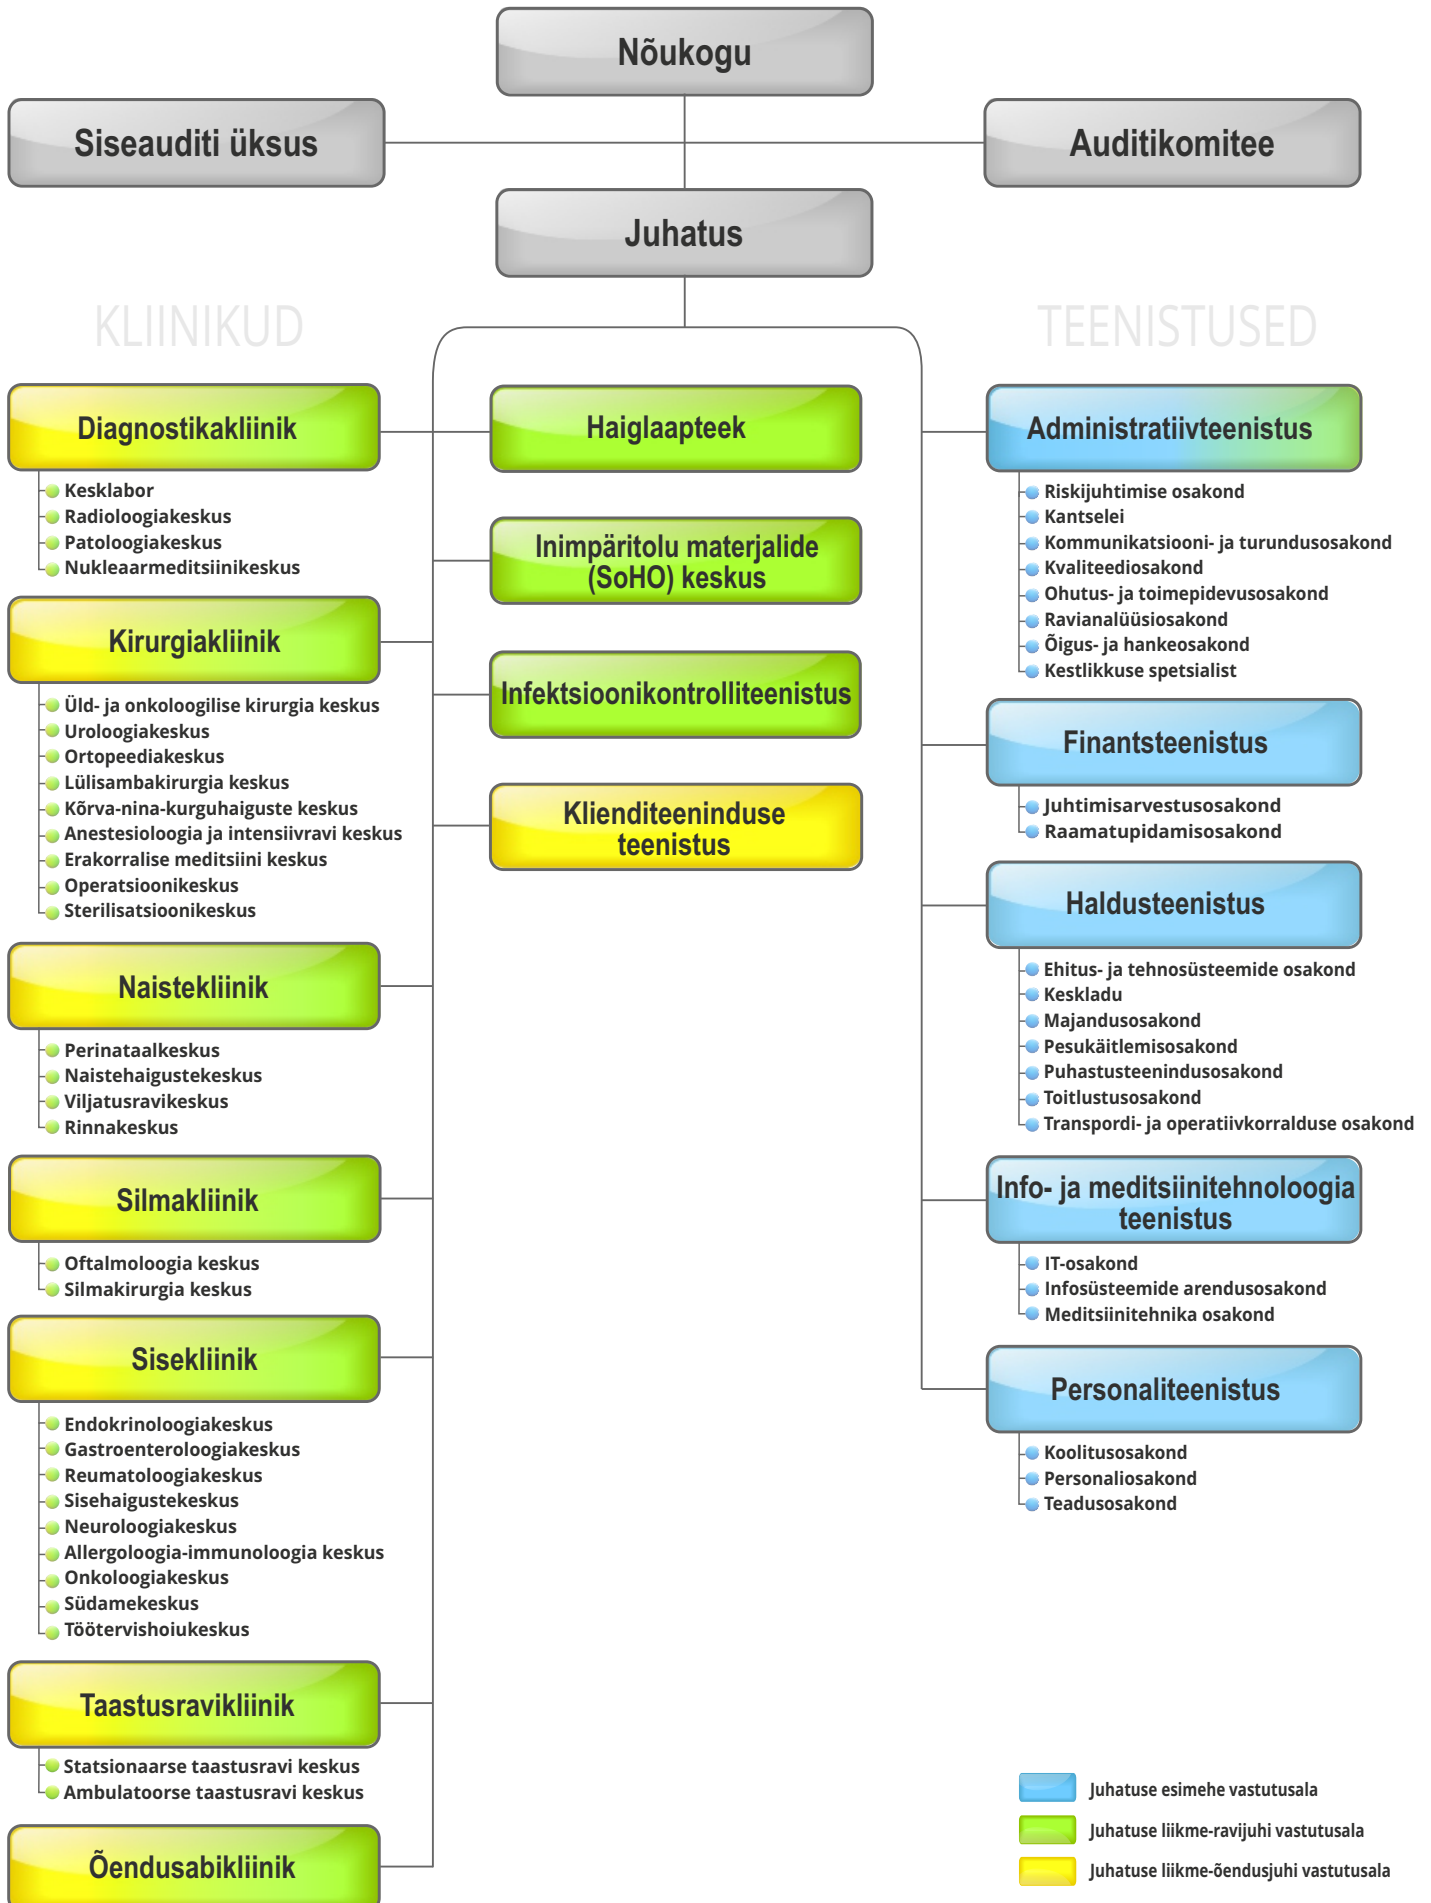 Nõukogu
Siseauditi üksus
Auditikomitee
Juhatus
KLIINIKUD
TEENISTUSED
Diagnostikakliinik
Kesklabor
Radioloogiakeskus
Patoloogiakeskus
Nukleaarmeditsiinikeskus
Kirurgiakliinik
Üld- ja onkoloogilise kirurgia keskus
Uroloogiakeskus
Ortopeediakeskus
Lülisambakirurgia keskus
Kõrva-nina-kurguhaiguste keskus
Anestesioloogia ja intensiivravi keskus
Erakorralise meditsiini keskus
Operatsioonikeskus
Sterilisatsioonikeskus
Naistekliinik
Perinataalkeskus
Naistehaigustekeskus
Viljatusravikeskus
Rinnakeskus
Silmakliinik
Oftalmoloogia keskus
Silmakirurgia keskus
Sisekliinik
Endokrinoloogiakeskus
Gastroenteroloogiakeskus
Reumatoloogiakeskus
Sisehaigustekeskus
Neuroloogiakeskus
Allergoloogia-immunoloogia keskus
Onkoloogiakeskus
Südamekeskus
Töötervishoiukeskus
Taastusravikliinik
Statsionaarse taastusravi keskus
Ambulatoorse taastusravi keskus
Õendusabikliinik
Haiglaapteek
Inimpäritolu materjalide
(SoHO) keskus
Infektsioonikontrolliteenistus
Klienditeeninduse
teenistus
Administratiivteenistus
Riskijuhtimise osakond
Kantselei
Kommunikatsiooni- ja turundusosakond
Kvaliteediosakond
Ohutus- ja toimepidevusosakond
Ravianalüüsiosakond
Õigus- ja hankeosakond
Kestlikkuse spetsialist
Finantsteenistus
Juhtimisarvestusosakond
Raamatupidamisosakond
Haldusteenistus
Ehitus- ja tehnosüsteemide osakond
Keskladu
Majandusosakond
Pesukäitlemisosakond
Puhastusteenindusosakond
Toitlustusosakond
Transpordi- ja operatiivkorralduse osakond
Info- ja meditsiinitehnoloogia
teenistus
IT-osakond
Infosüsteemide arendusosakond
Meditsiinitehnika osakond
Personaliteenistus
Koolitusosakond
Personaliosakond
Teadusosakond
Juhatuse esimehe vastutusala
Juhatuse liikme-ravijuhi vastutusala
Juhatuse liikme-õendusjuhi vastutusala